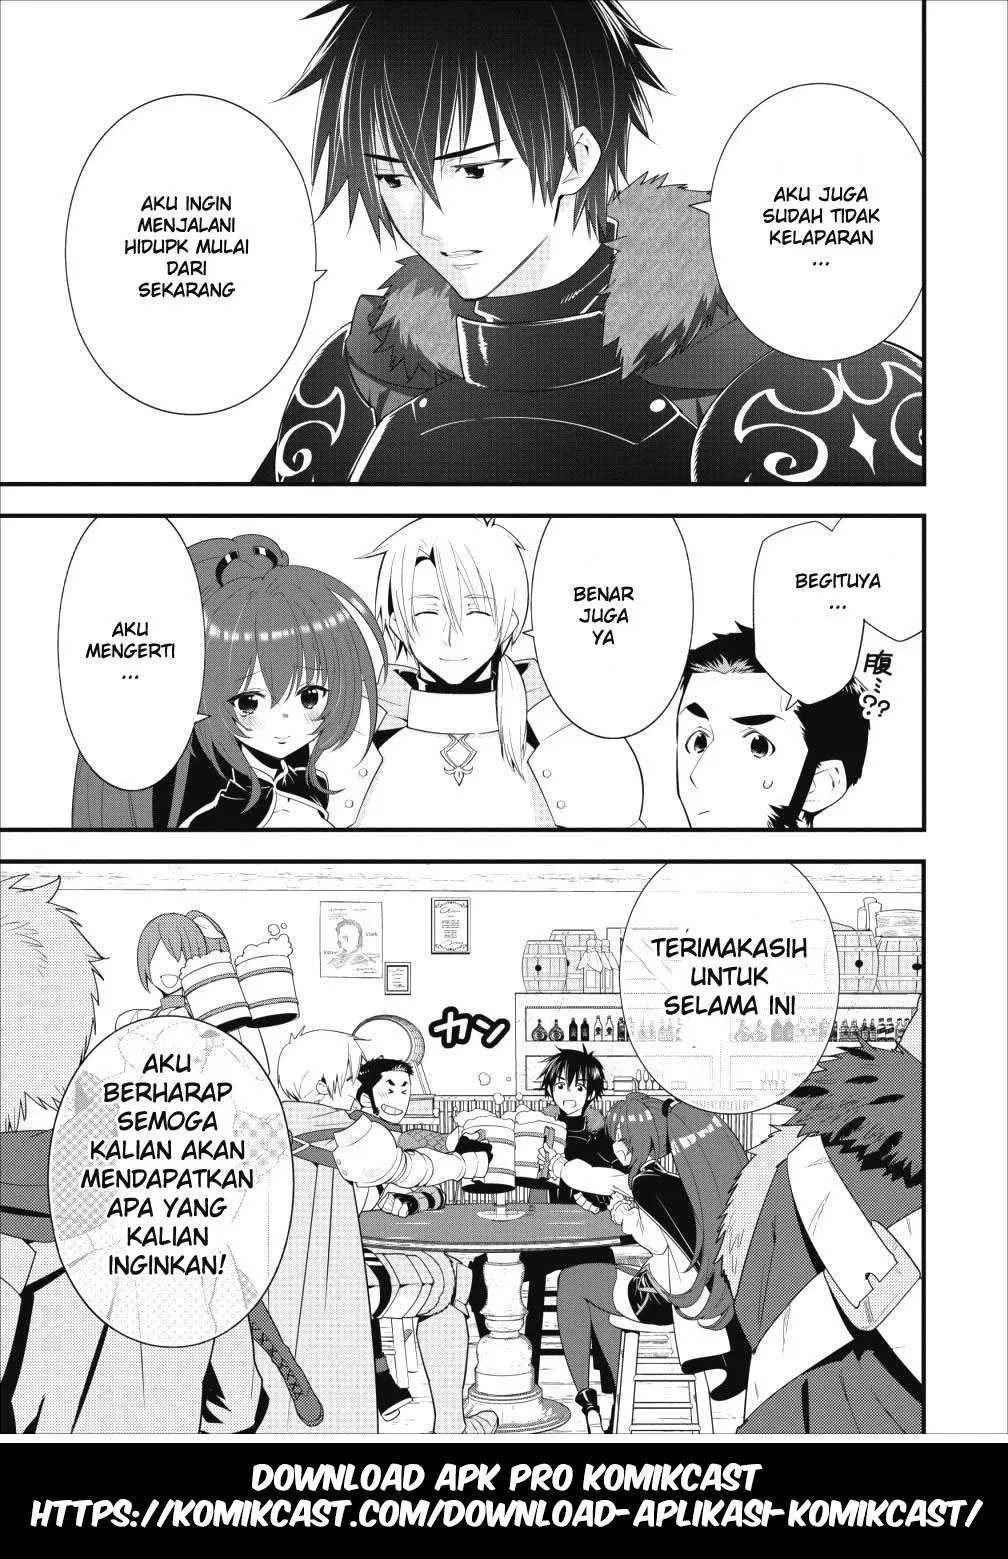 AKU JUGA
SUDAH TIDAK
KELAPARAN
...
AKU INGIN
MENJALANI
HIDUPK MULAI
DARI
SEKARANG
BEGITUYA
...
腹…??
BENAR
JUGA
YA
AKU
MENGERTI
...
TERIMAKASIH
UNTUK
SELAMA INI
カン
AKU
BERHARAP
SEMOGA
KALIAN AKAN
MENDAPATKAN
APA YANG
KALIAN
INGINKAN!
DOWNLOAD APK PRO KOMIKCAST
HTTPS://KOMIKCAST.COM/DOWNLOAD-APLIKASI-KOMIKCAST/